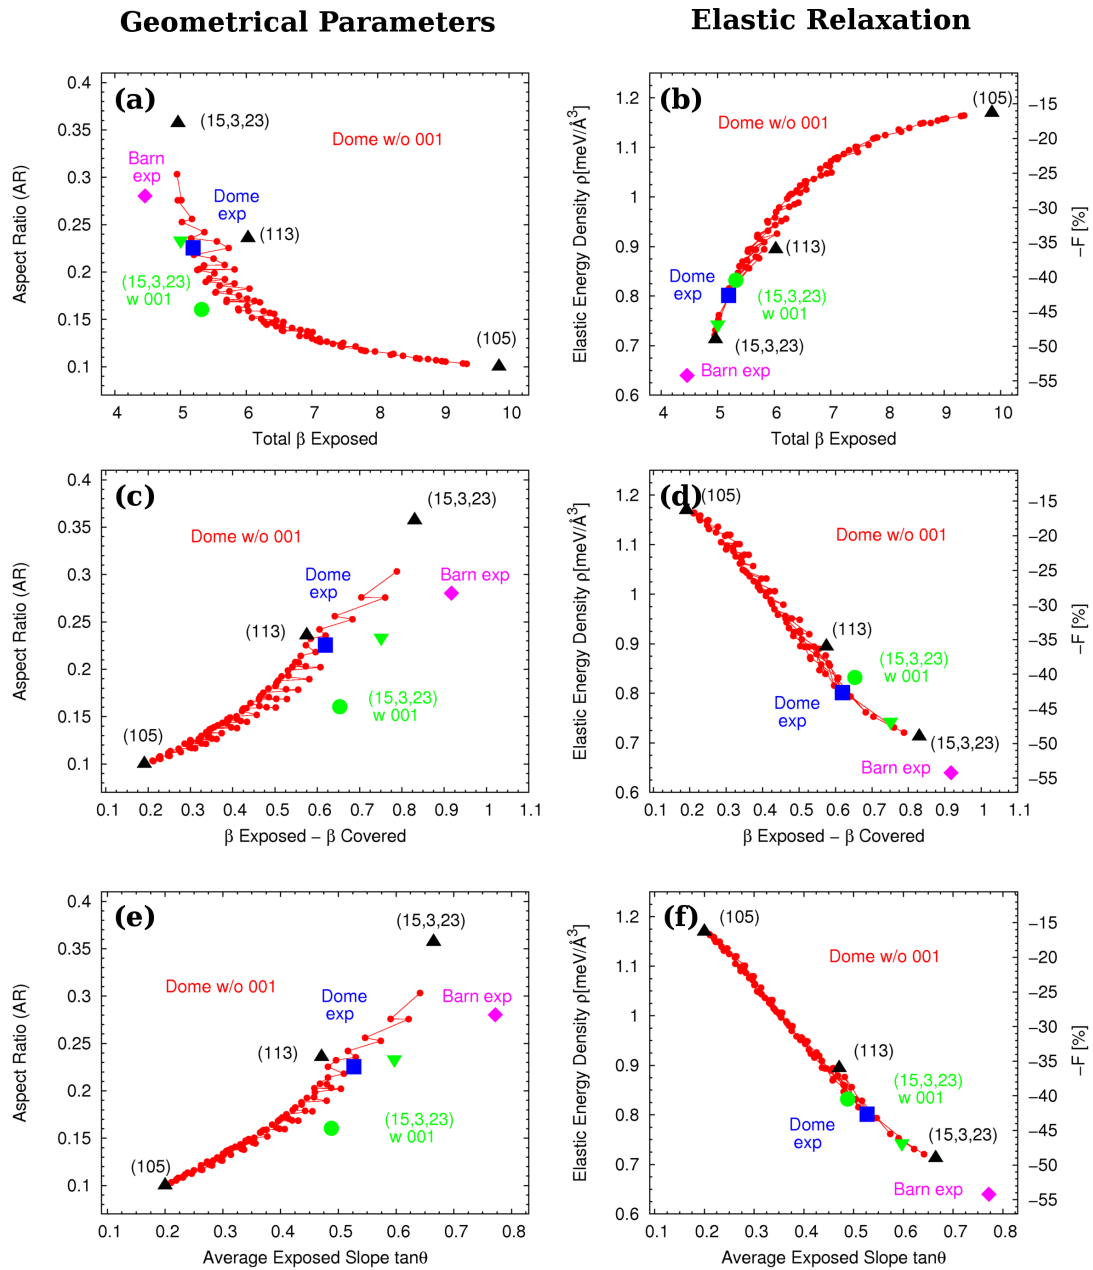 Geometrical Parameters
Elastic Relaxation
(a)
0.4
0.35
0.3
0.25
0.2
0.15
0.1
Aspect Ratio (AR)
(15,3,23)
Dome w/o 001
Barn
exp
Dome
exp
(113)
(15,3,23)
w 001
(105)
4 5 6 7 8 9 10
Total β Exposed
(b)
1.2
1.1
1
0.9
0.8
0.7
0.6
Elastic Energy Density ρ[meV/Å³]
Dome w/o 001
(105)
(113)
Dome
exp
(15,3,23)
w 001
(15,3,23)
Barn exp
−15
−20
−25
−30
−35
−40
−45
−50
−55
−F [%]
4 5 6 7 8 9 10
Total β Exposed
(c)
0.4
0.35
0.3
0.25
0.2
0.15
0.1
Aspect Ratio (AR)
(15,3,23)
Dome w/o 001
Dome
exp
Barn exp
(113)
(15,3,23)
w 001
(105)
0.1 0.2 0.3 0.4 0.5 0.6 0.7 0.8 0.9 1 1.1
β Exposed − β Covered
(d)
1.2
1.1
1
0.9
0.8
0.7
0.6
Elastic Energy Density ρ[meV/Å³]
(105)
Dome w/o 001
(113)
(15,3,23)
w 001
Dome
exp
(15,3,23)
Barn exp
−15
−20
−25
−30
−35
−40
−45
−50
−55
−F [%]
0.1 0.2 0.3 0.4 0.5 0.6 0.7 0.8 0.9 1 1.1
β Exposed − β Covered
(e)
0.4
0.35
0.3
0.25
0.2
0.15
0.1
Aspect Ratio (AR)
(15,3,23)
Dome w/o 001
Dome
exp
Barn exp
(113)
(15,3,23)
w 001
(105)
0.1 0.2 0.3 0.4 0.5 0.6 0.7 0.8
Average Exposed Slope tanθ
(f)
1.2
1.1
1
0.9
0.8
0.7
0.6
Elastic Energy Density ρ[meV/Å³]
(105)
Dome w/o 001
(113)
(15,3,23)
w 001
Dome
exp
(15,3,23)
Barn exp
−15
−20
−25
−30
−35
−40
−45
−50
−55
−F [%]
0.1 0.2 0.3 0.4 0.5 0.6 0.7 0.8
Average Exposed Slope tanθ